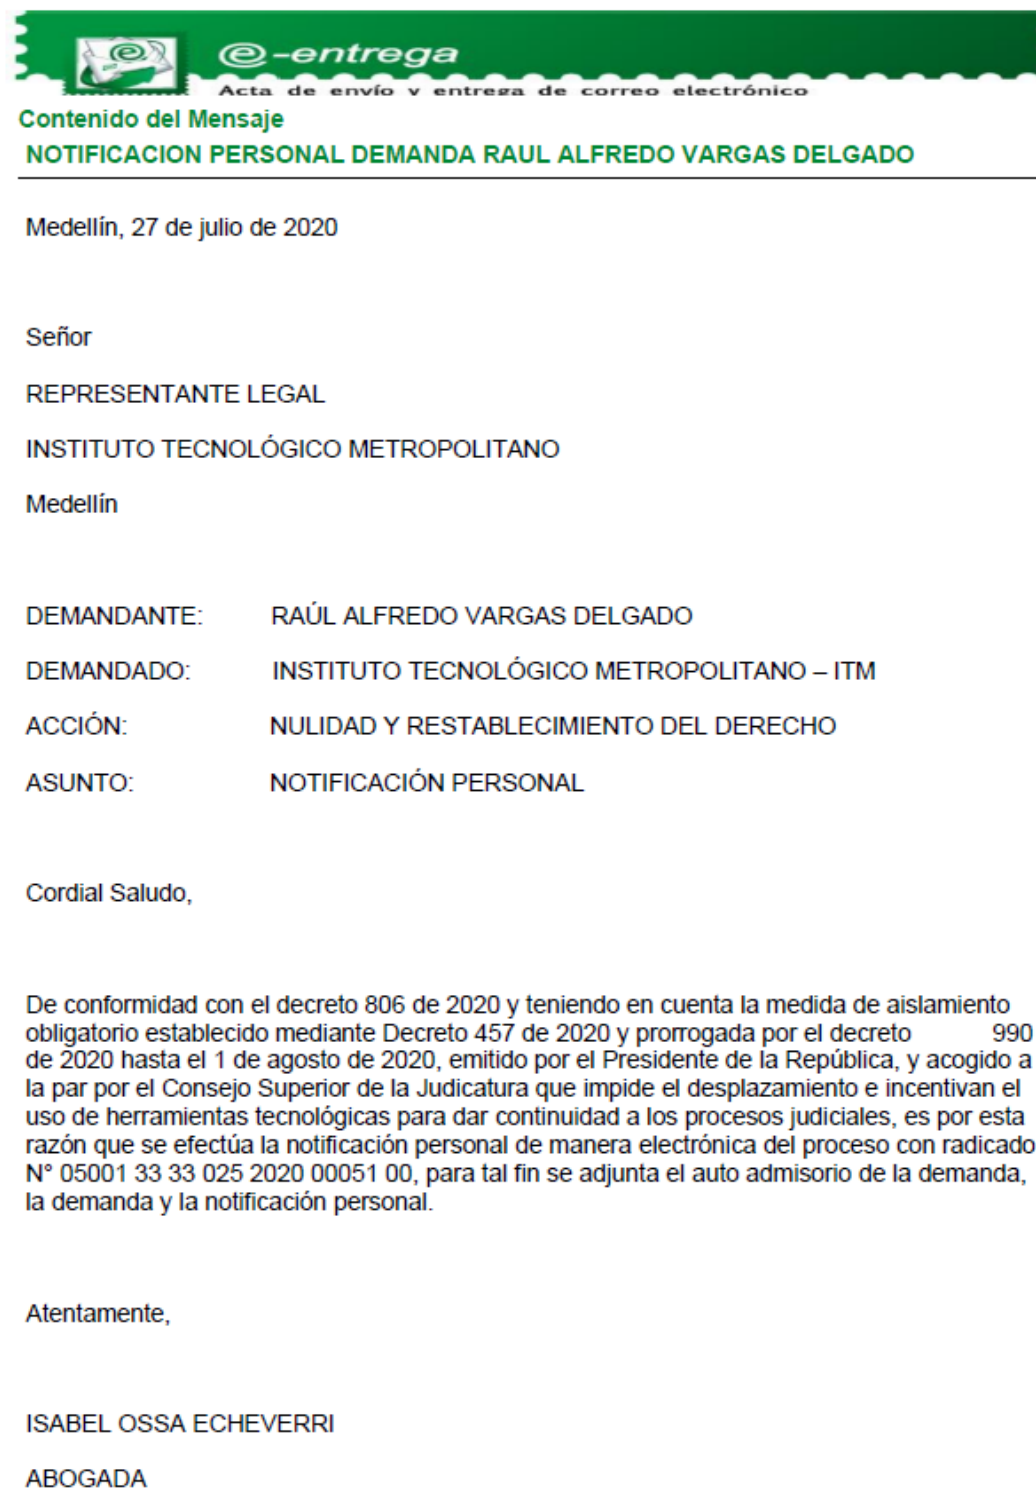 @-entrega
Acta de envío y entrega de correo electrónico
Contenido del Mensaje
NOTIFICACION PERSONAL DEMANDA RAUL ALFREDO VARGAS DELGADO
Medellín, 27 de julio de 2020
Señor
REPRESENTANTE LEGAL
INSTITUTO TECNOLÓGICO METROPOLITANO
Medellín
DEMANDANTE: RAÚL ALFREDO VARGAS DELGADO
DEMANDADO: INSTITUTO TECNOLÓGICO METROPOLITANO – ITM
ACCIÓN: NULIDAD Y RESTABLECIMIENTO DEL DERECHO
ASUNTO: NOTIFICACIÓN PERSONAL
Cordial Saludo,
De conformidad con el decreto 806 de 2020 y teniendo en cuenta la medida de aislamiento
obligatorio establecido mediante Decreto 457 de 2020 y prorrogada por el decreto 990
de 2020 hasta el 1 de agosto de 2020, emitido por el Presidente de la República, y acogido a
la par por el Consejo Superior de la Judicatura que impide el desplazamiento e incentivan el
uso de herramientas tecnológicas para dar continuidad a los procesos judiciales, es por esta
razón que se efectúa la notificación personal de manera electrónica del proceso con radicado
N° 05001 33 33 025 2020 00051 00, para tal fin se adjunta el auto admisorio de la demanda,
la demanda y la notificación personal.
Atentamente,
ISABEL OSSA ECHEVERRI
ABOGADA